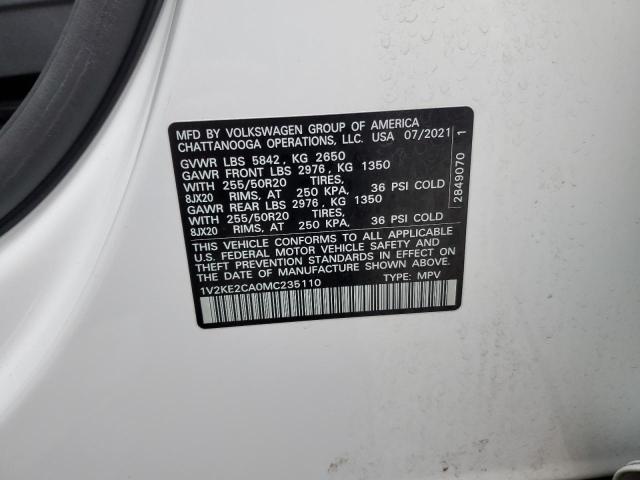 MFD BY VOLKSWAGEN GROUP OF AMERICA
CHATTANOOGA OPERATIONS, LLC. USA 07/2021
GVWR LBS 5842, KG 2650
GAWR FRONT LBS 2976, KG 1350
WITH 255/50R20 TIRES,
8JX20 RIMS, AT 250 KPA, 36 PSI COLD
GAWR REAR LBS 2976, KG 1350
WITH 255/50R20 TIRES,
8JX20 RIMS, AT 250 KPA, 36 PSI COLD
THIS VEHICLE CONFORMS TO ALL APPLICABLE
U.S. FEDERAL MOTOR VEHICLE SAFETY AND
THEFT PREVENTION STANDARDS IN EFFECT ON
THE DATE OF MANUFACTURE SHOWN ABOVE.
1V2KE2CA0MC235110 TYPE: MPV
2849070 1